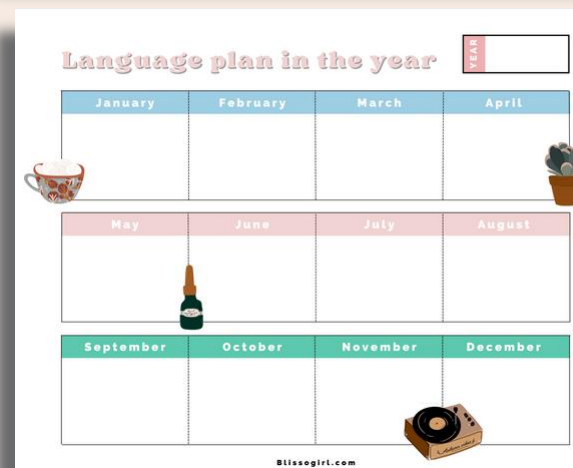 Language plan in the year
YEAR
January February March April
May June July August
September October November December
Blissogirl.com